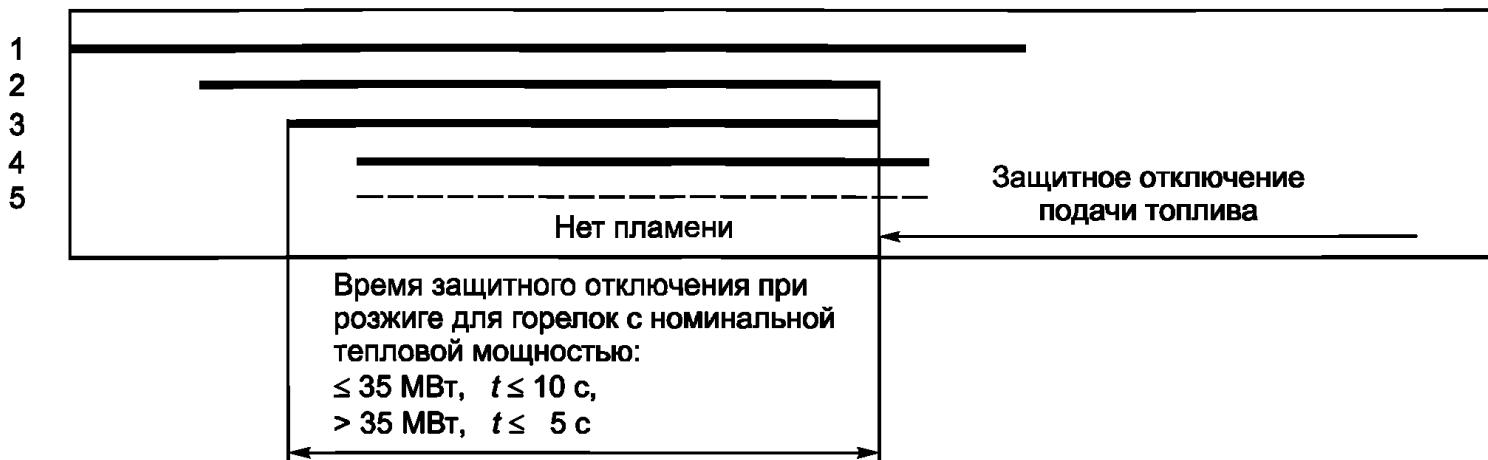 1
2
3
4
5
Защитное отключение
подачи топлива
Нет пламени
Время защитного отключения при
розжиге для горелок с номинальной
тепловой мощностью:
≤ 35 МВт, t ≤ 10 с,
> 35 МВт, t ≤ 5 с